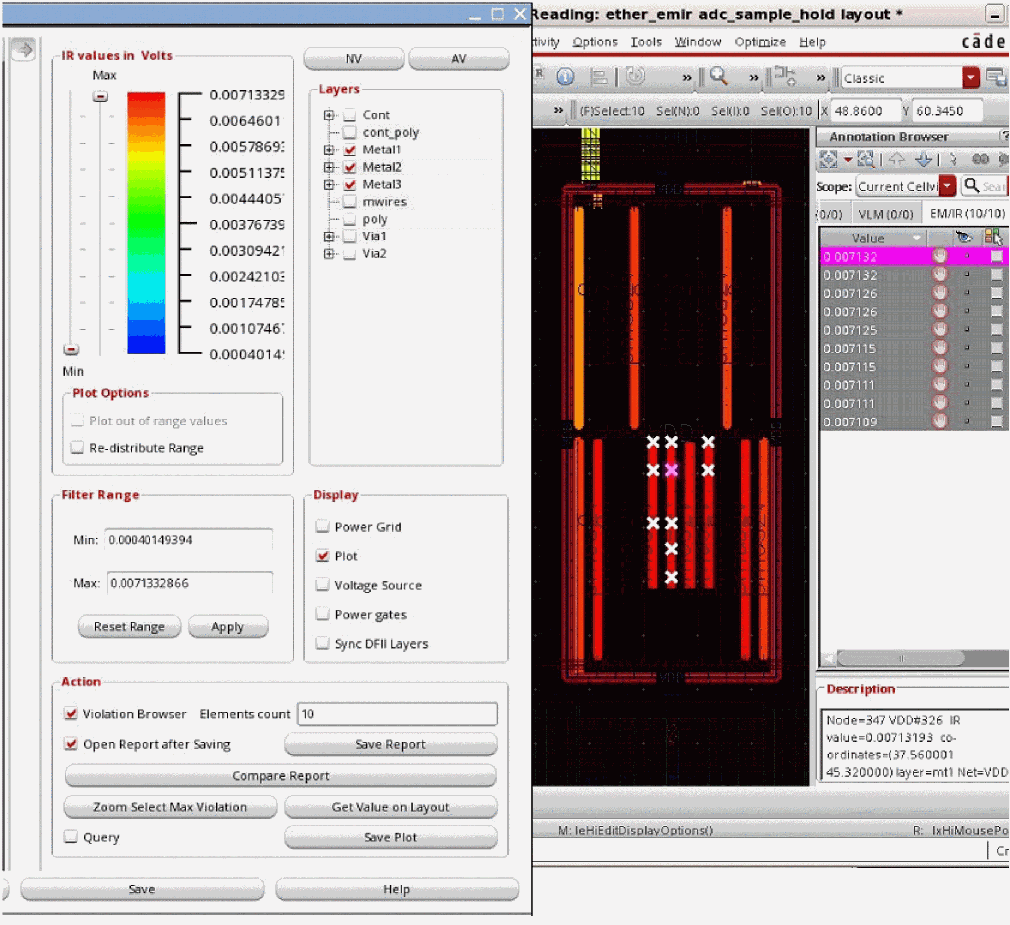 Reading: ether_emir adc_sample_hold layout *
tivity Options Tools Window Optimize Help
cāde
Classic
(F)Select:10 Sel(N):0 Sel(I):0 Sel(O):10 X 48.8600 Y 60.3450
IR values in Volts
Max
0.00713329
0.0064601
0.00578693
0.00511375
0.0044405
0.00376739
0.00309421
0.00242103
0.00174785
0.00107467
0.00040149
Min
Plot Options
Plot out of range values
Re-distribute Range
NV
AV
Layers
Cont
cont_poly
Metal1
Metal2
Metal3
mwires
poly
Via1
Via2
Filter Range
Min: 0.00040149394
Max: 0.0071332866
Reset Range
Apply
Display
Power Grid
Plot
Voltage Source
Power gates
Sync DFII Layers
Action
Violation Browser Elements count 10
Open Report after Saving
Save Report
Compare Report
Zoom Select Max Violation
Get Value on Layout
Query
Save Plot
Save
Help
Annotation Browser
Scope: Current Cellvi
(0/0) VLM (0/0) EM/IR (10/10)
Value
0.007132
0.007132
0.007126
0.007126
0.007125
0.007115
0.007115
0.007111
0.007111
0.007109
Description
Node=347 VDD#326 IR
value=0.00713193 co-
ordinates=(37.560001
45.320000) layer=mt1 Net=VDD
M: leHiEditDisplayOptions()
R: lxHiMousePo